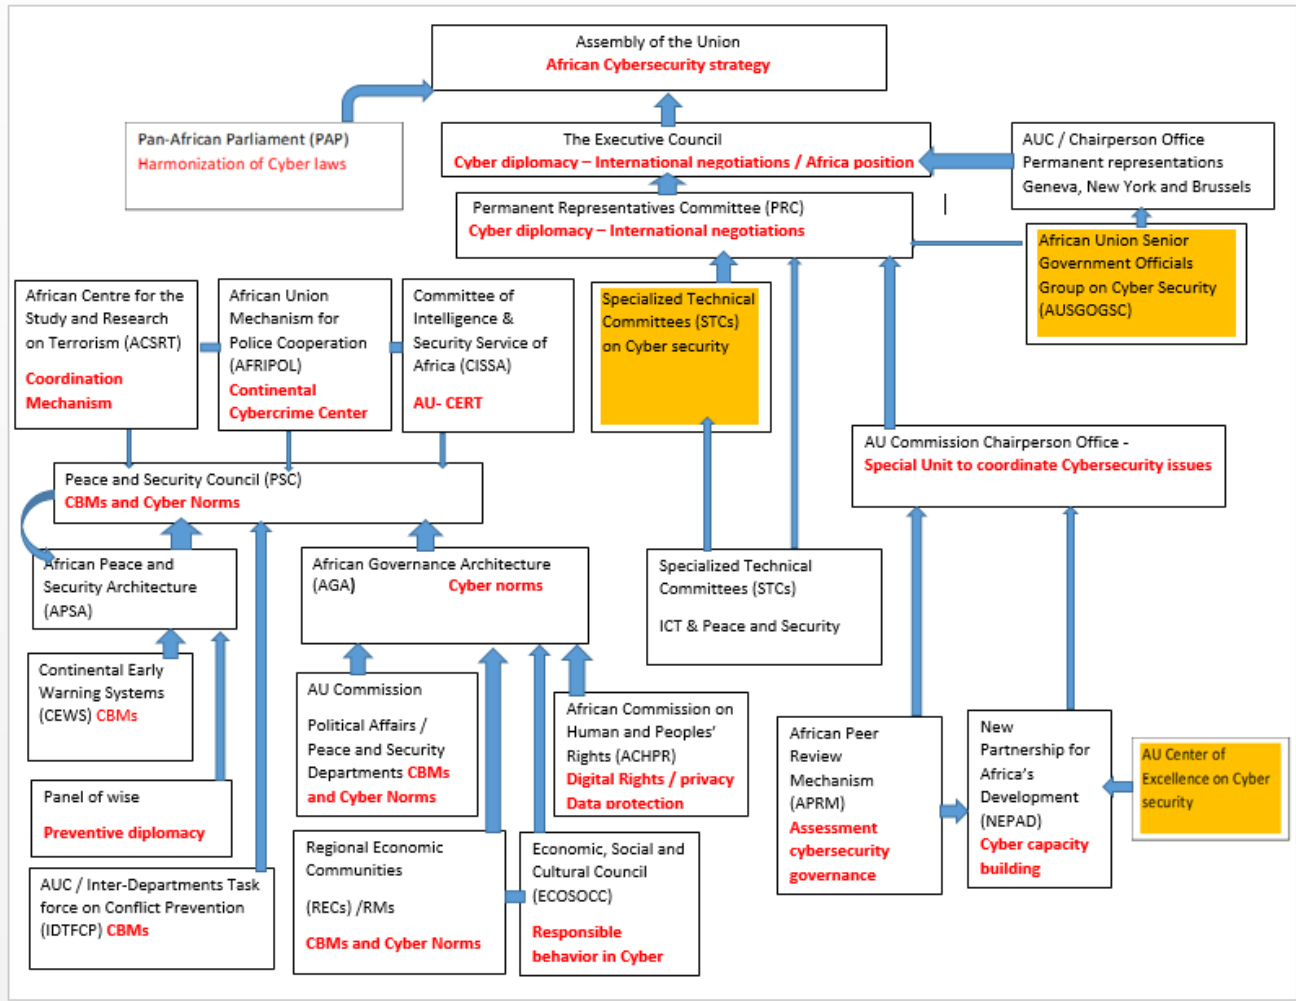 Assembly of the Union
African Cybersecurity strategy
Pan-African Parliament (PAP)
Harmonization of Cyber laws
The Executive Council
Cyber diplomacy – International negotiations / Africa position
AUC / Chairperson Office
Permanent representations
Geneva, New York and Brussels
Permanent Representatives Committee (PRC)
Cyber diplomacy – International negotiations
African Union Senior
Government Officials
Group on Cyber Security
(AUSGOGSC)
African Centre for the
Study and Research
on Terrorism (ACSRT)
Coordination
Mechanism
African Union
Mechanism for
Police Cooperation
(AFRIPOL)
Continental
Cybercrime Center
Committee of
Intelligence &
Security Service of
Africa (CISSA)
AU- CERT
Specialized Technical
Committees (STCs)
on Cyber security
AU Commission Chairperson Office -
Special Unit to coordinate Cybersecurity issues
Peace and Security Council (PSC)
CBMs and Cyber Norms
African Peace and
Security Architecture
(APSA)
African Governance Architecture
(AGA) Cyber norms
Specialized Technical
Committees (STCs)
ICT & Peace and Security
Continental Early
Warning Systems
(CEWS) CBMs
AU Commission
Political Affairs /
Peace and Security
Departments CBMs
and Cyber Norms
African Commission on
Human and Peoples'
Rights (ACHPR)
Digital Rights / privacy
Data protection
African Peer
Review
Mechanism
(APRM)
Assessment
cybersecurity
governance
New
Partnership for
Africa's
Development
(NEPAD)
Cyber capacity
building
AU Center of
Excellence on Cyber
security
Panel of wise
Preventive diplomacy
Regional Economic
Communities
(RECs) /RMs
CBMs and Cyber Norms
Economic, Social and
Cultural Council
(ECOSOCC)
Responsible
behavior in Cyber
AUC / Inter-Departments Task
force on Conflict Prevention
(IDTFCP) CBMs